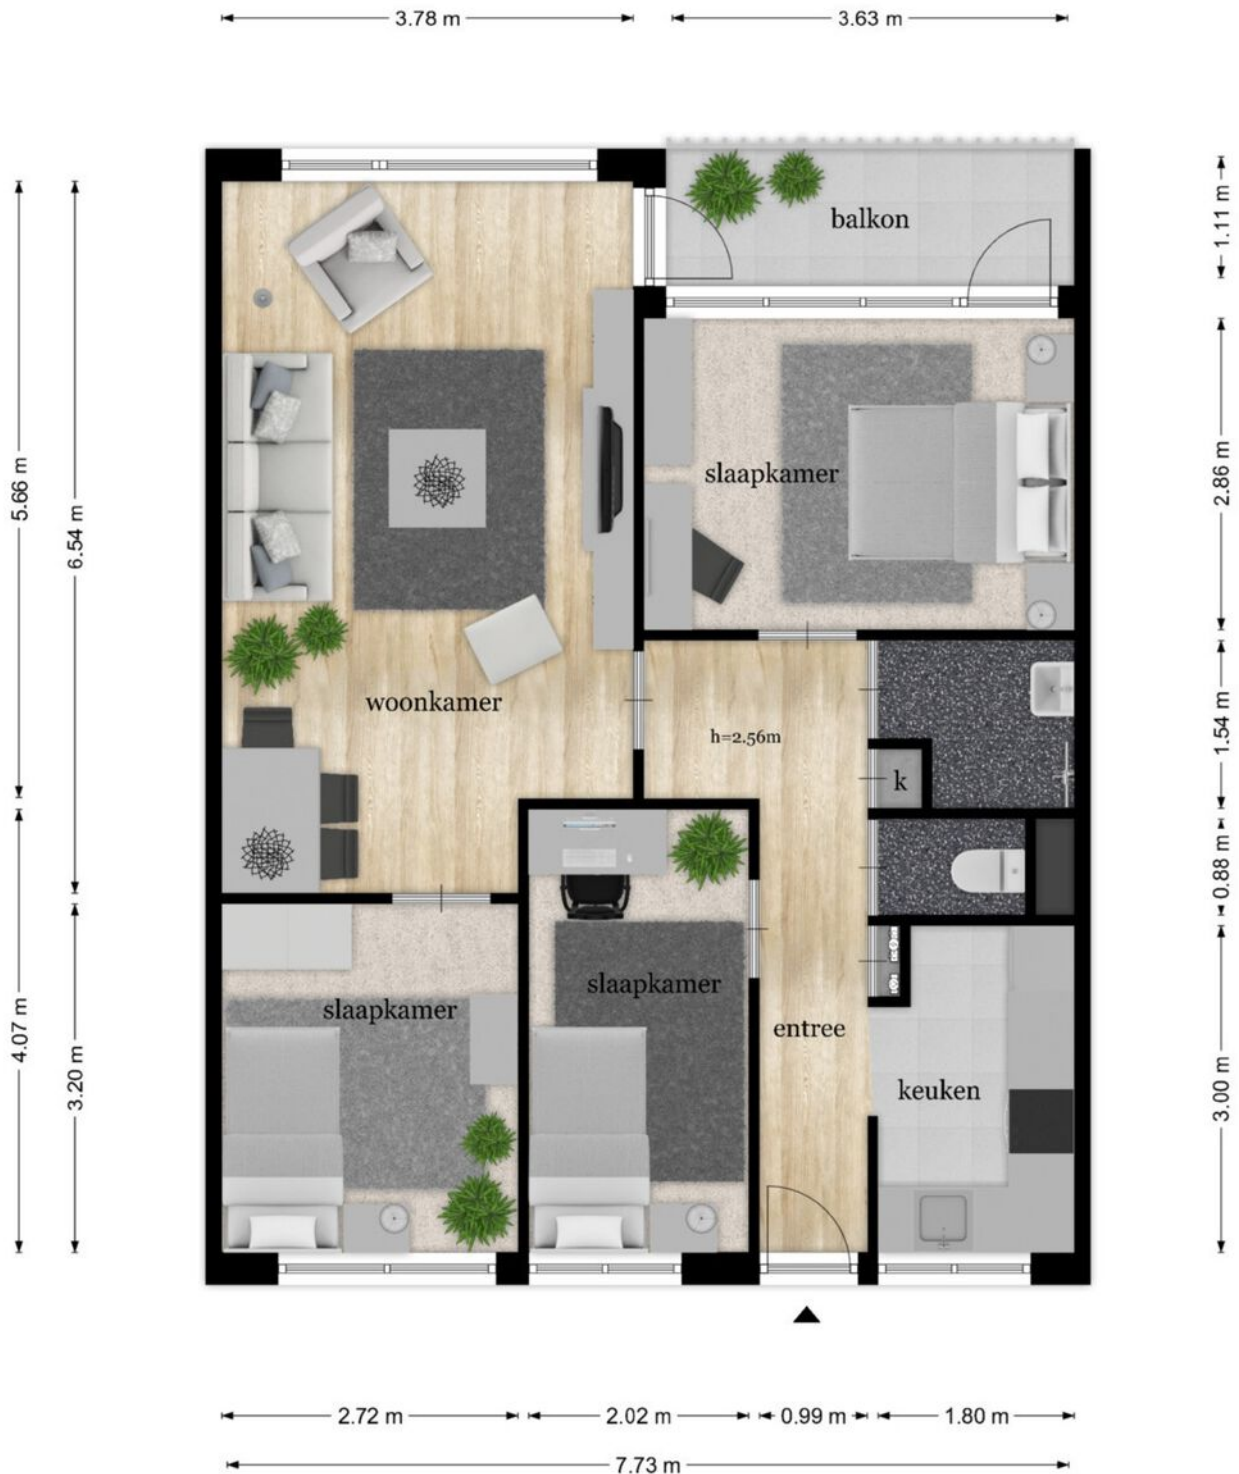 3.78 m
3.63 m
balkon
1.11 m
5.66 m
6.54 m
slaapkamer
2.86 m
woonkamer
h=2.56m
k
1.54 m
0.88 m
slaapkamer
slaapkamer
entree
keuken
4.07 m
3.20 m
3.00 m
2.72 m
2.02 m
0.99 m
1.80 m
7.73 m